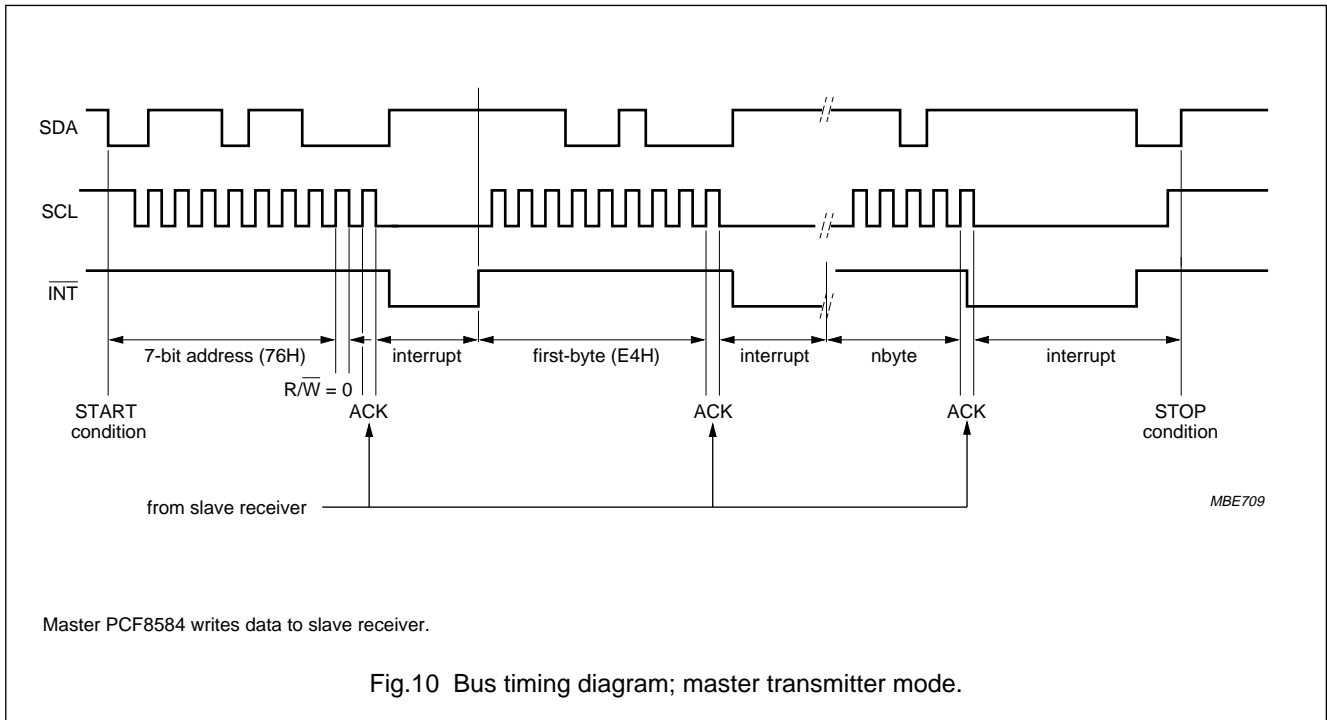 SDA
SCL
INT
7-bit address (76H)
interrupt
first-byte (E4H)
interrupt
nbyte
interrupt
R/W = 0
START
condition
ACK
ACK
ACK
STOP
condition
from slave receiver
MBE709
Master PCF8584 writes data to slave receiver.
Fig.10 Bus timing diagram; master transmitter mode.